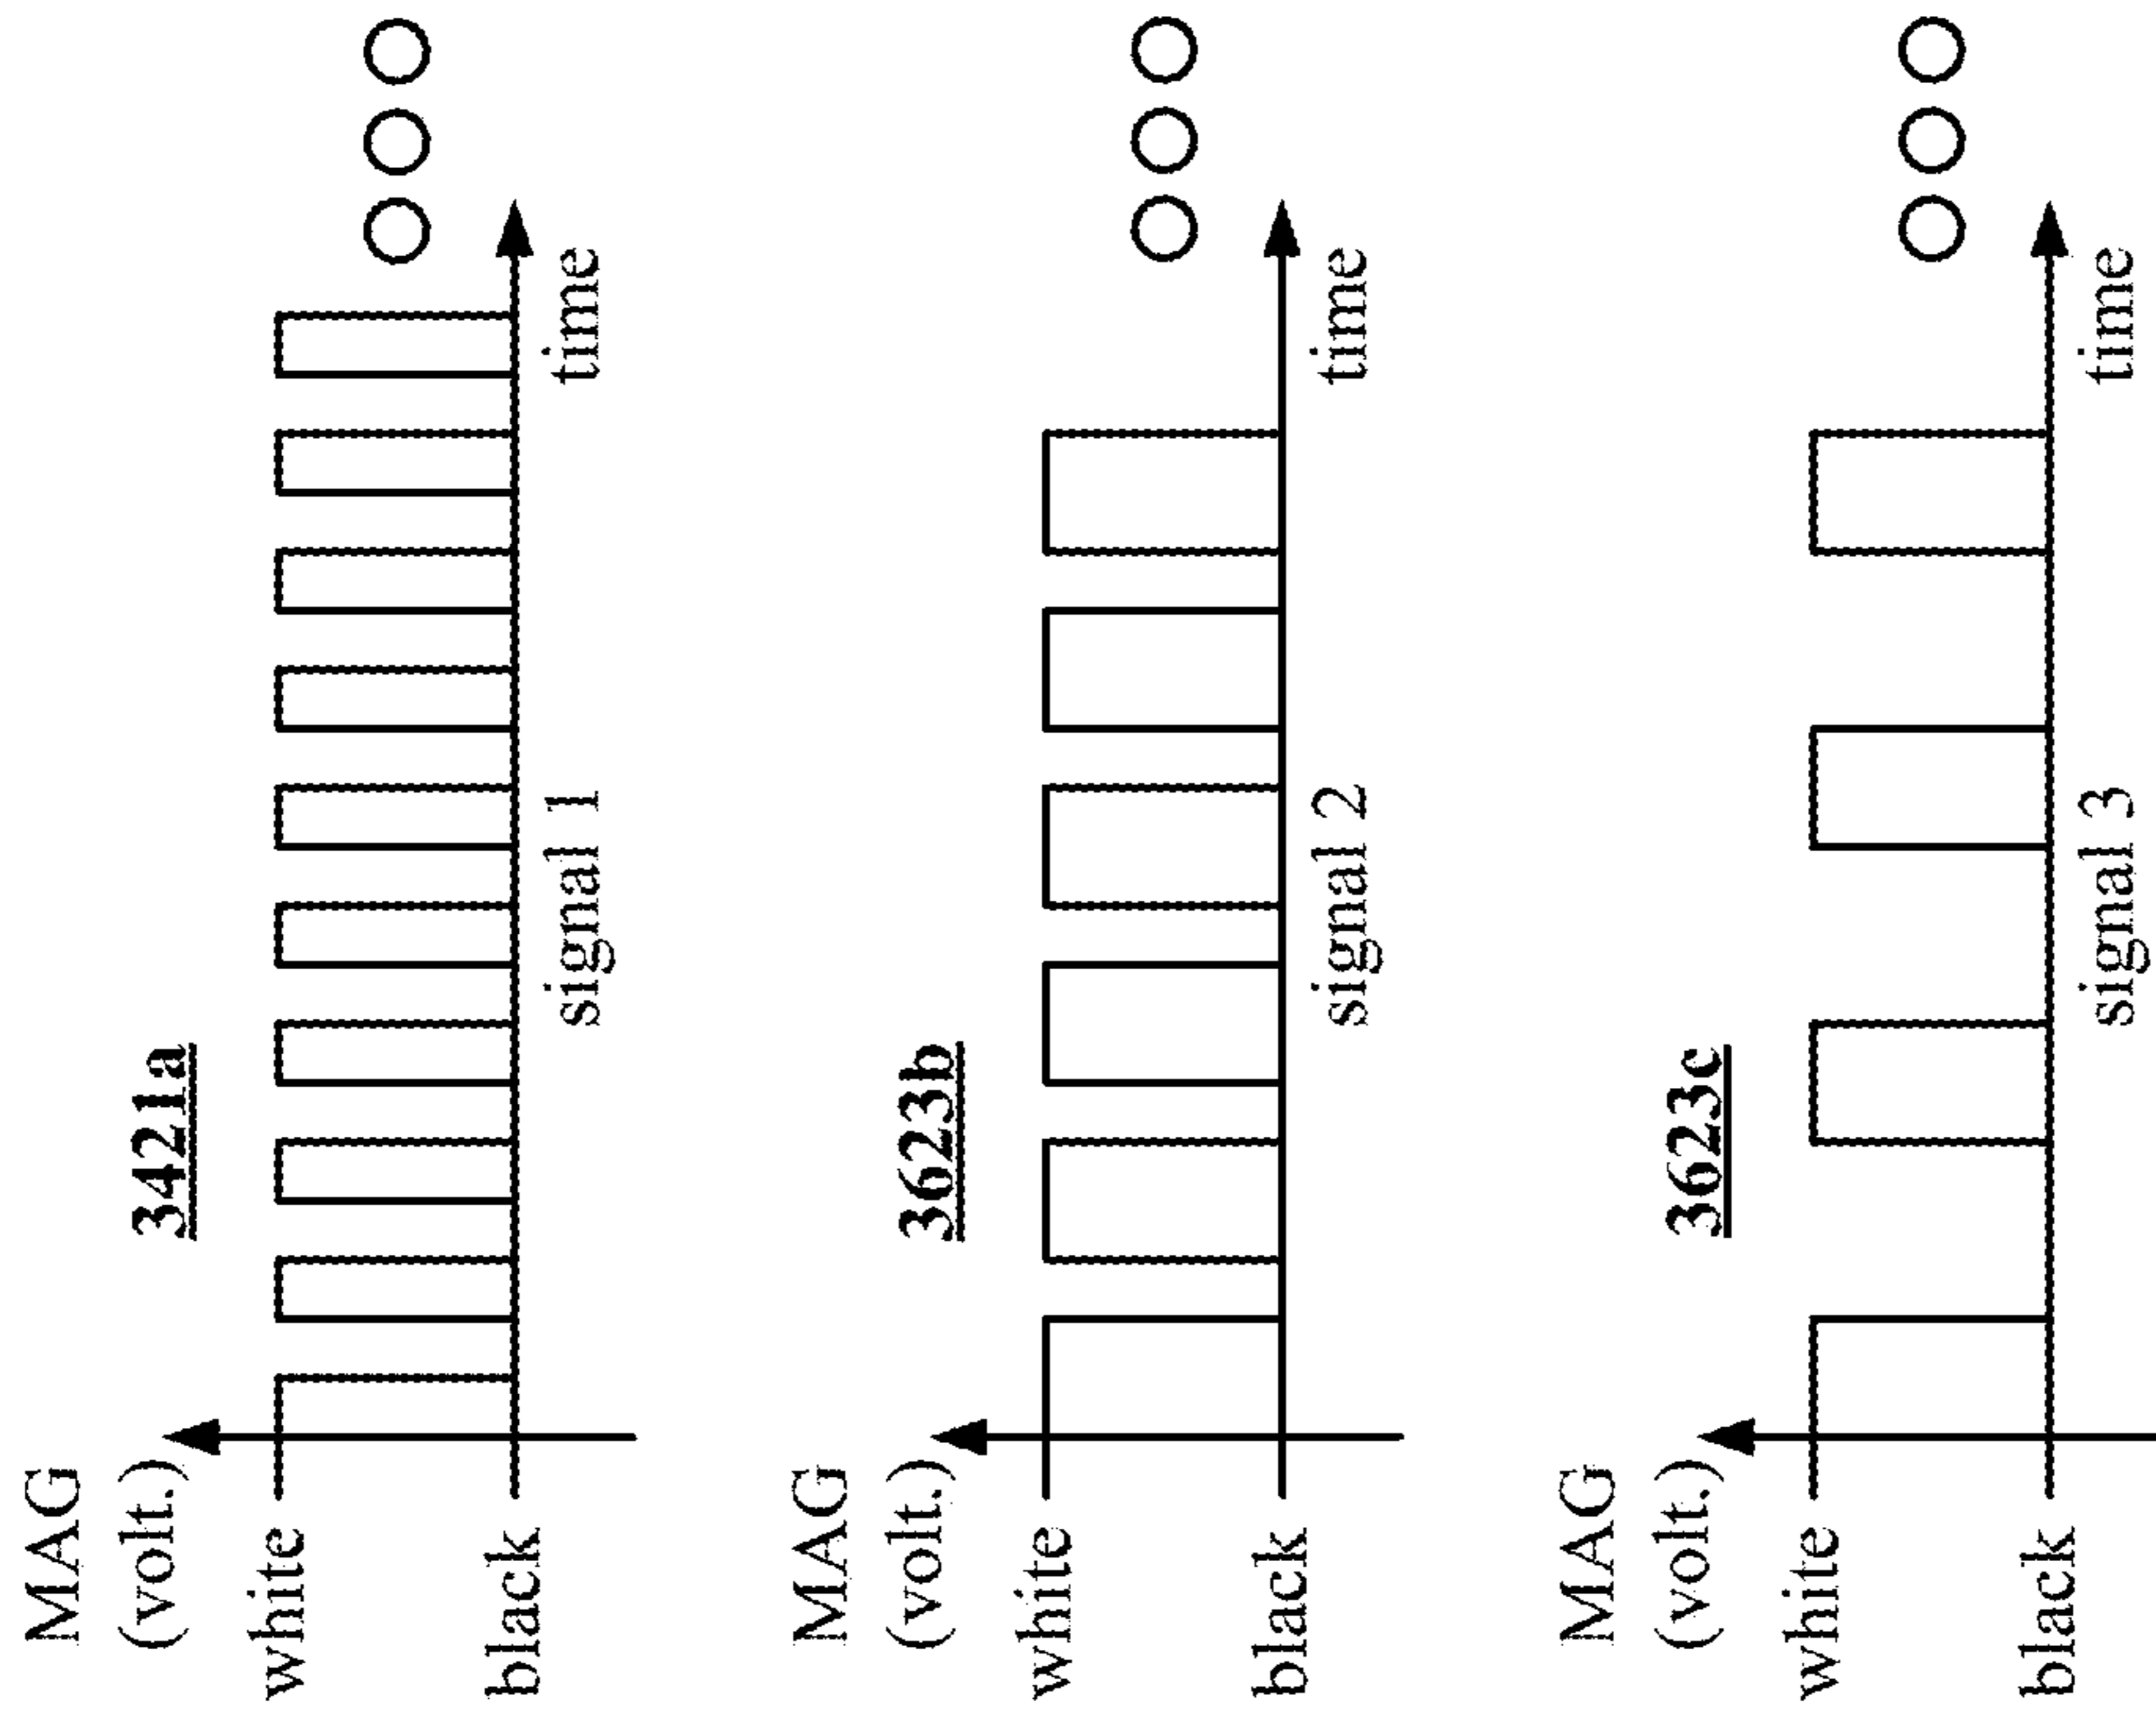 MAG
(volt.)
3421a
white
black
signal 1
time
MAG
(volt.)
3623b
white
black
signal 2
time
MAG
(volt.)
3623c
white
black
signal 3
time